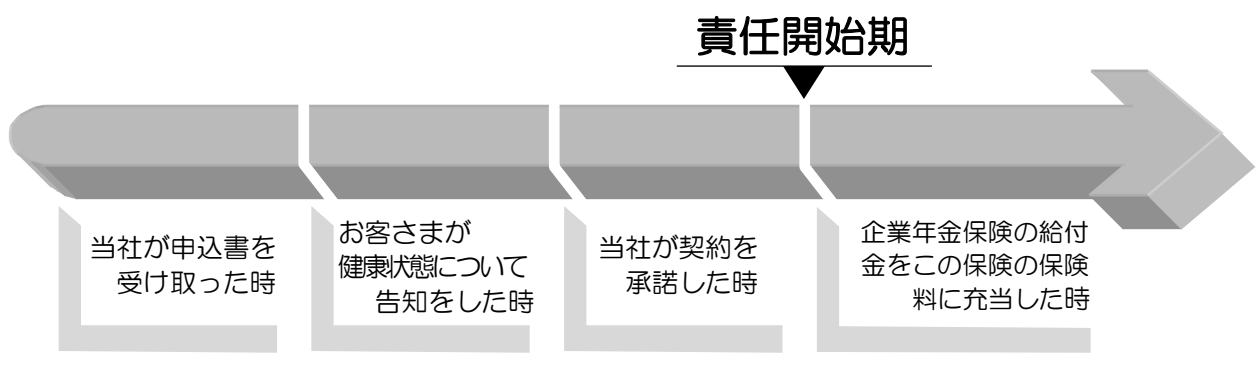 責任開始期
当社が申込書を
受け取った時
お客さまが
健康状態について
告知をした時
当社が契約を
承諾した時
企業年金保険の給付
金をこの保険の保険
料に充当した時